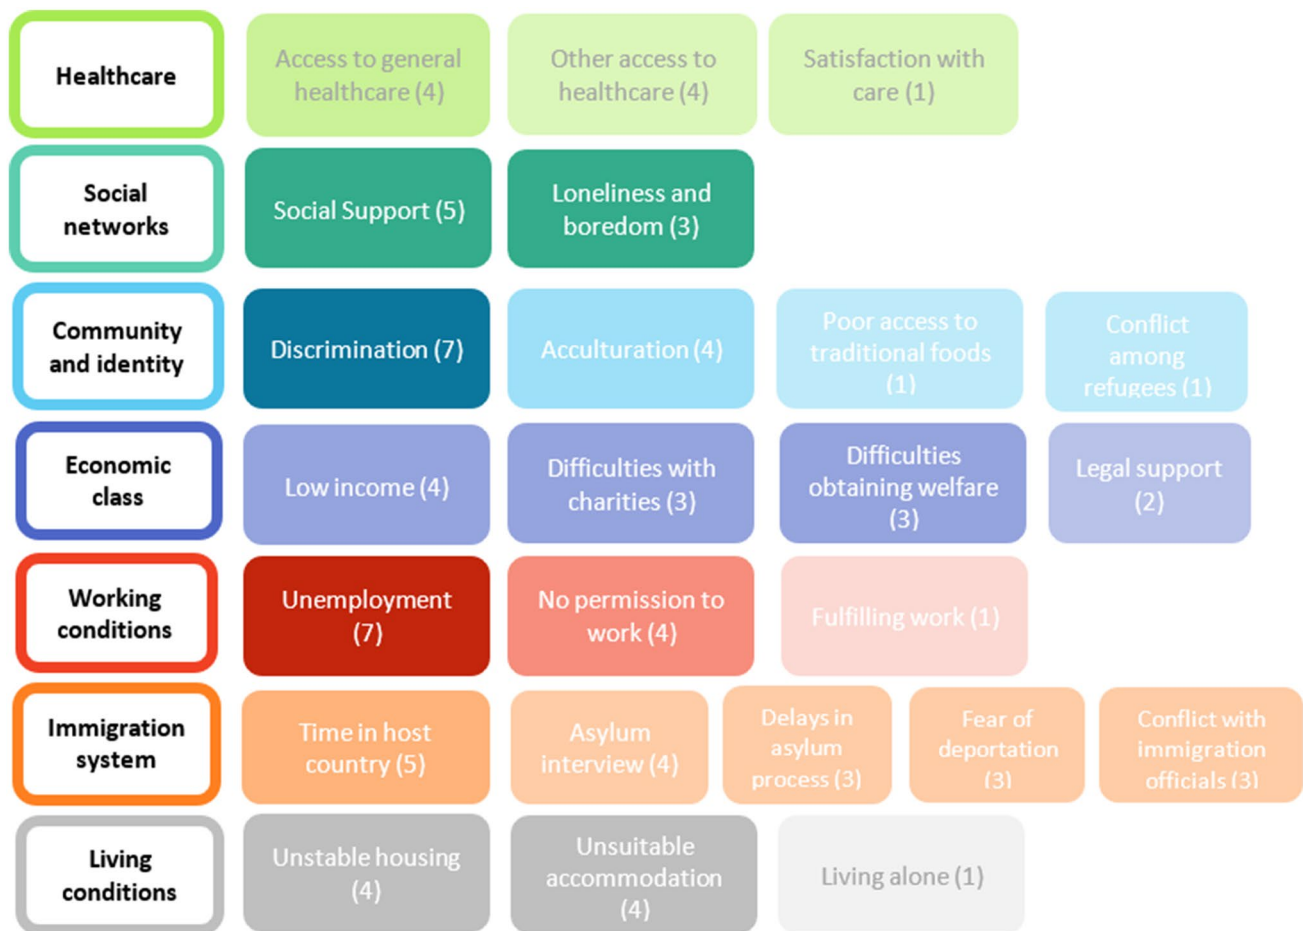 Healthcare
Access to general
healthcare (4)
Other access to
healthcare (4)
Satisfaction with
care (1)
Social
networks
Social Support (5)
Loneliness and
boredom (3)
Community
and identity
Discrimination (7)
Acculturation (4)
Poor access to
traditional foods
(1)
Conflict
among
refugees (1)
Economic
class
Low income (4)
Difficulties with
charities (3)
Difficulties
obtaining welfare
(3)
Legal support
(2)
Working
conditions
Unemployment
(7)
No permission to
work (4)
Fulfilling work (1)
Immigration
system
Time in host
country (5)
Asylum
interview (4)
Delays in
asylum
process (3)
Fear of
deportation
(3)
Conflict with
immigration
officials (3)
Living
conditions
Unstable housing
(4)
Unsuitable
accommodation
(4)
Living alone (1)